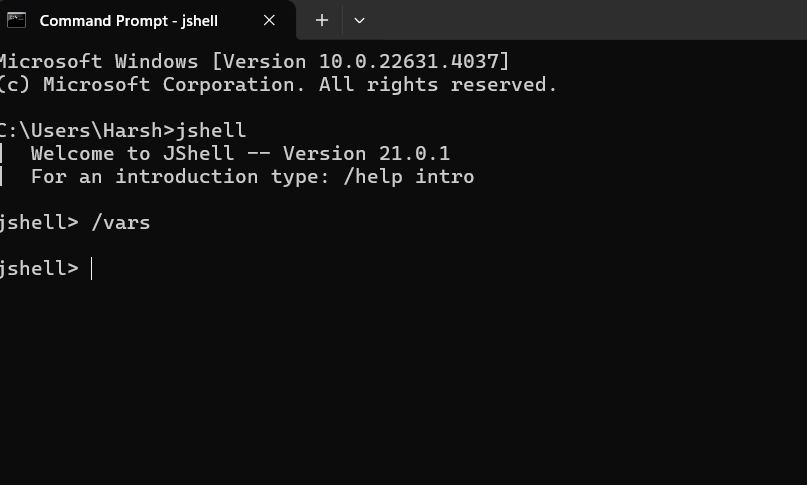 Command Prompt - jshell
Microsoft Windows [Version 10.0.22631.4037]
(c) Microsoft Corporation. All rights reserved.
C:\Users\Harsh>jshell
|  Welcome to JShell -- Version 21.0.1
|  For an introduction type: /help intro
jshell> /vars
jshell>